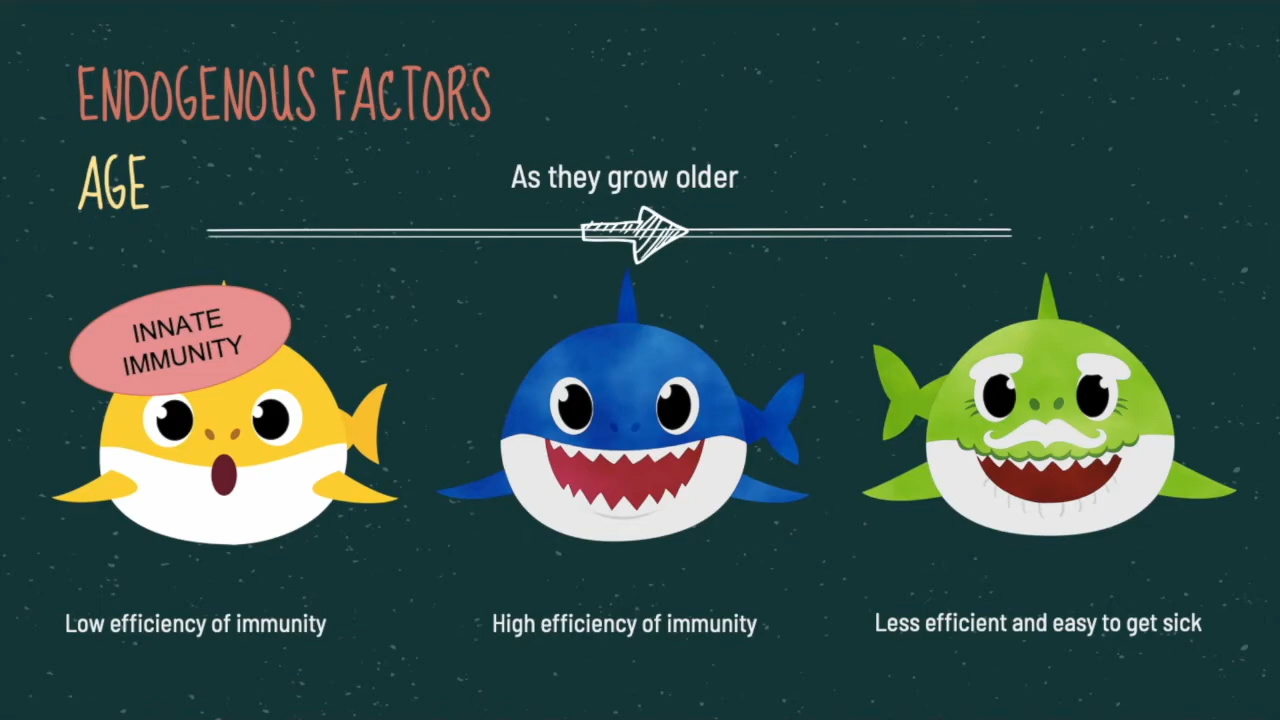 ENDOGENOUS FACTORS
AGE
As they grow older
INNATE
IMMUNITY
Low efficiency of immunity
High efficiency of immunity
Less efficient and easy to get sick